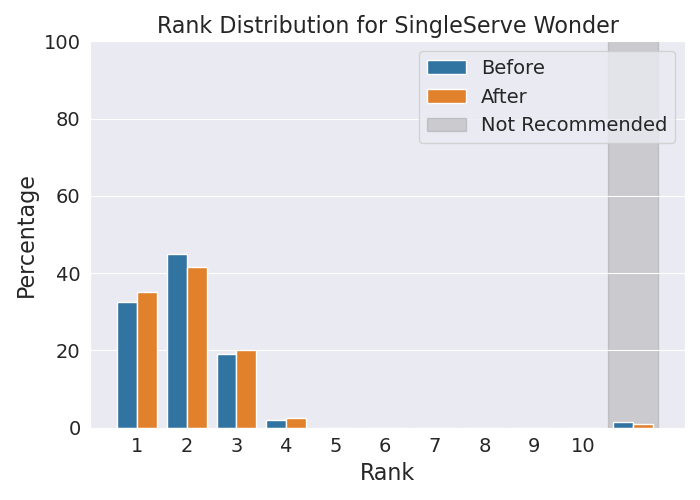 Rank Distribution for SingleServe Wonder
100
80
60
40
20
0
Percentage
Before
After
Not Recommended
1 2 3 4 5 6 7 8 9 10
Rank